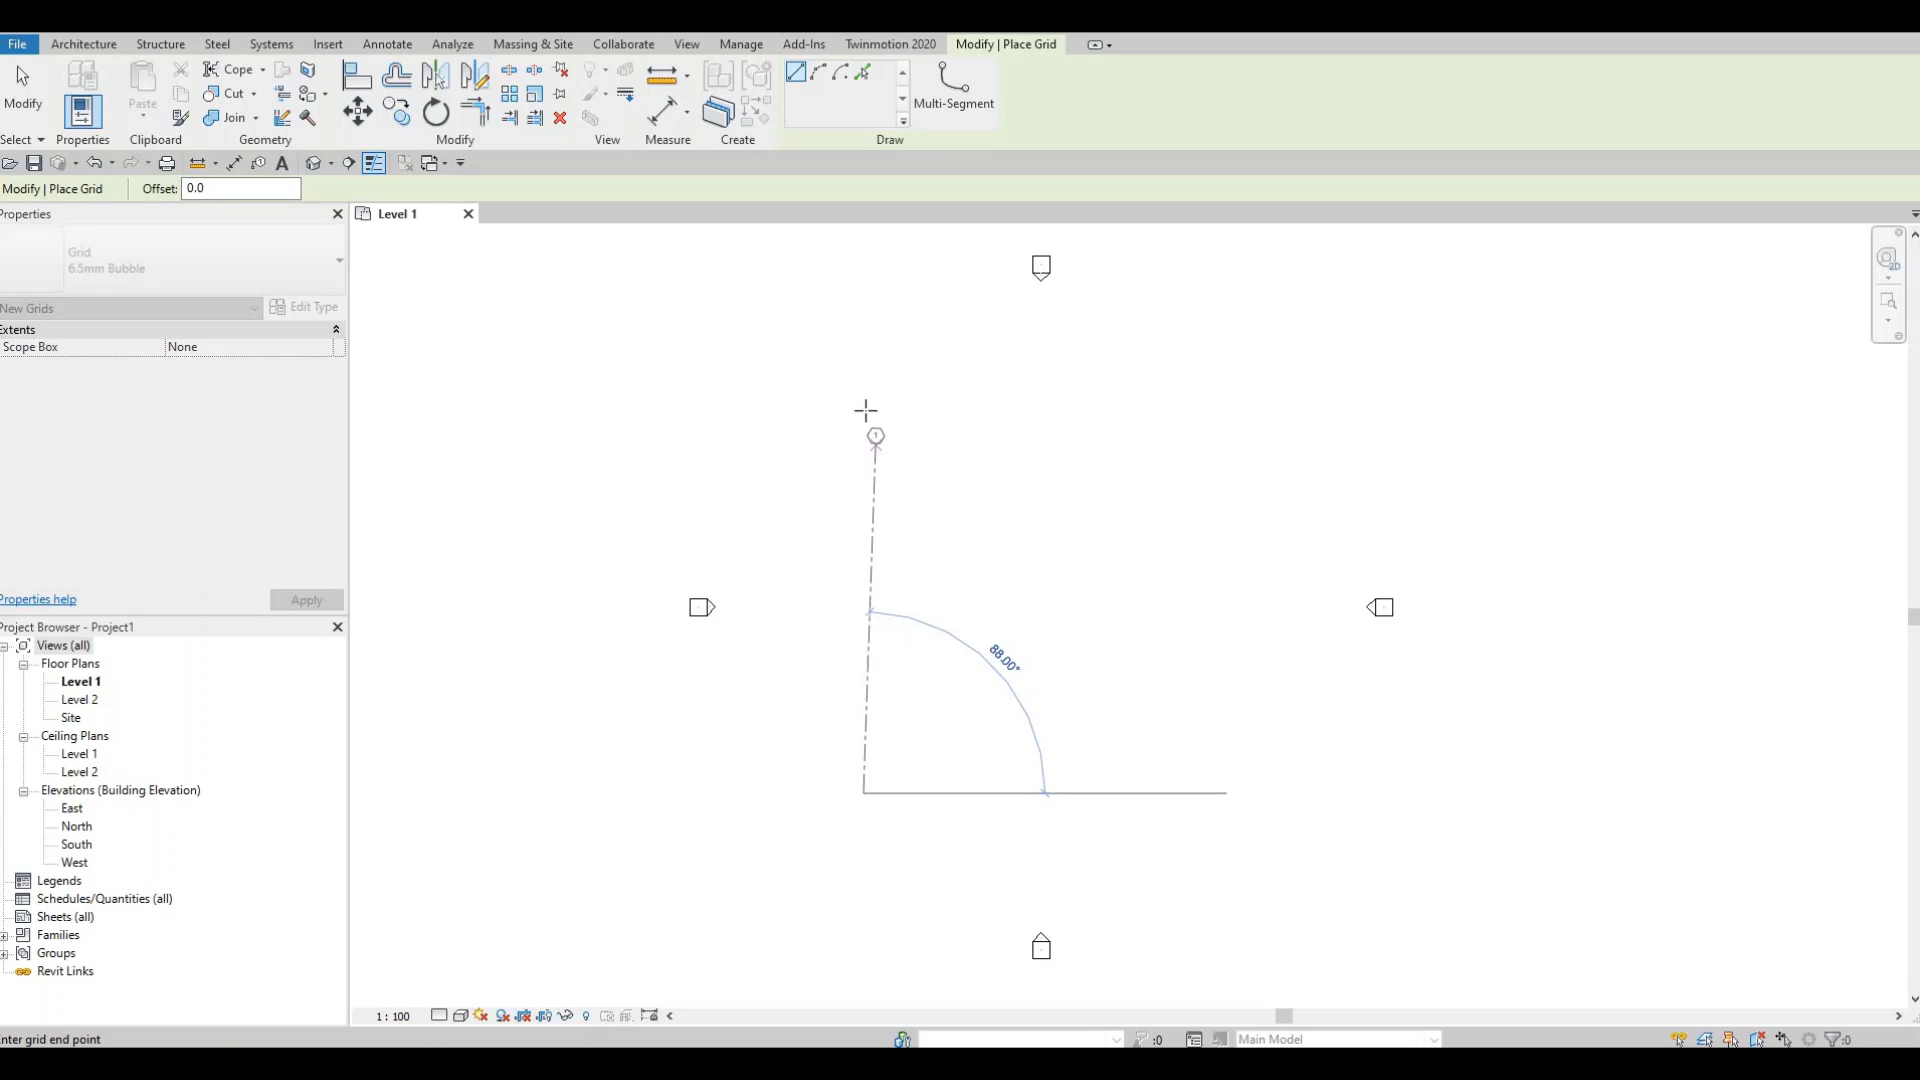 File Architecture Structure Steel Systems Insert Annotate Analyze Massing & Site Collaborate View Manage Add-Ins Twinmotion 2020 Modify | Place Grid
Cope
Modify Paste Cut Multi-Segment
Join
Select Properties Clipboard Geometry Modify View Measure Create Draw
A
Modify | Place Grid Offset: 0.0
Properties Level 1
Grid
6.5mm Bubble
New Grids Edit Type
Extents
Scope Box None
1
88.00°
Properties help Apply
Project Browser - Project1
Views (all)
Floor Plans
Level 1
Level 2
Site
Ceiling Plans
Level 1
Level 2
Elevations (Building Elevation)
East
North
South
West
Legends
Schedules/Quantities (all)
Sheets (all)
Families
Groups
Revit Links
2D
1 : 100
Enter grid end point :0 Main Model :0